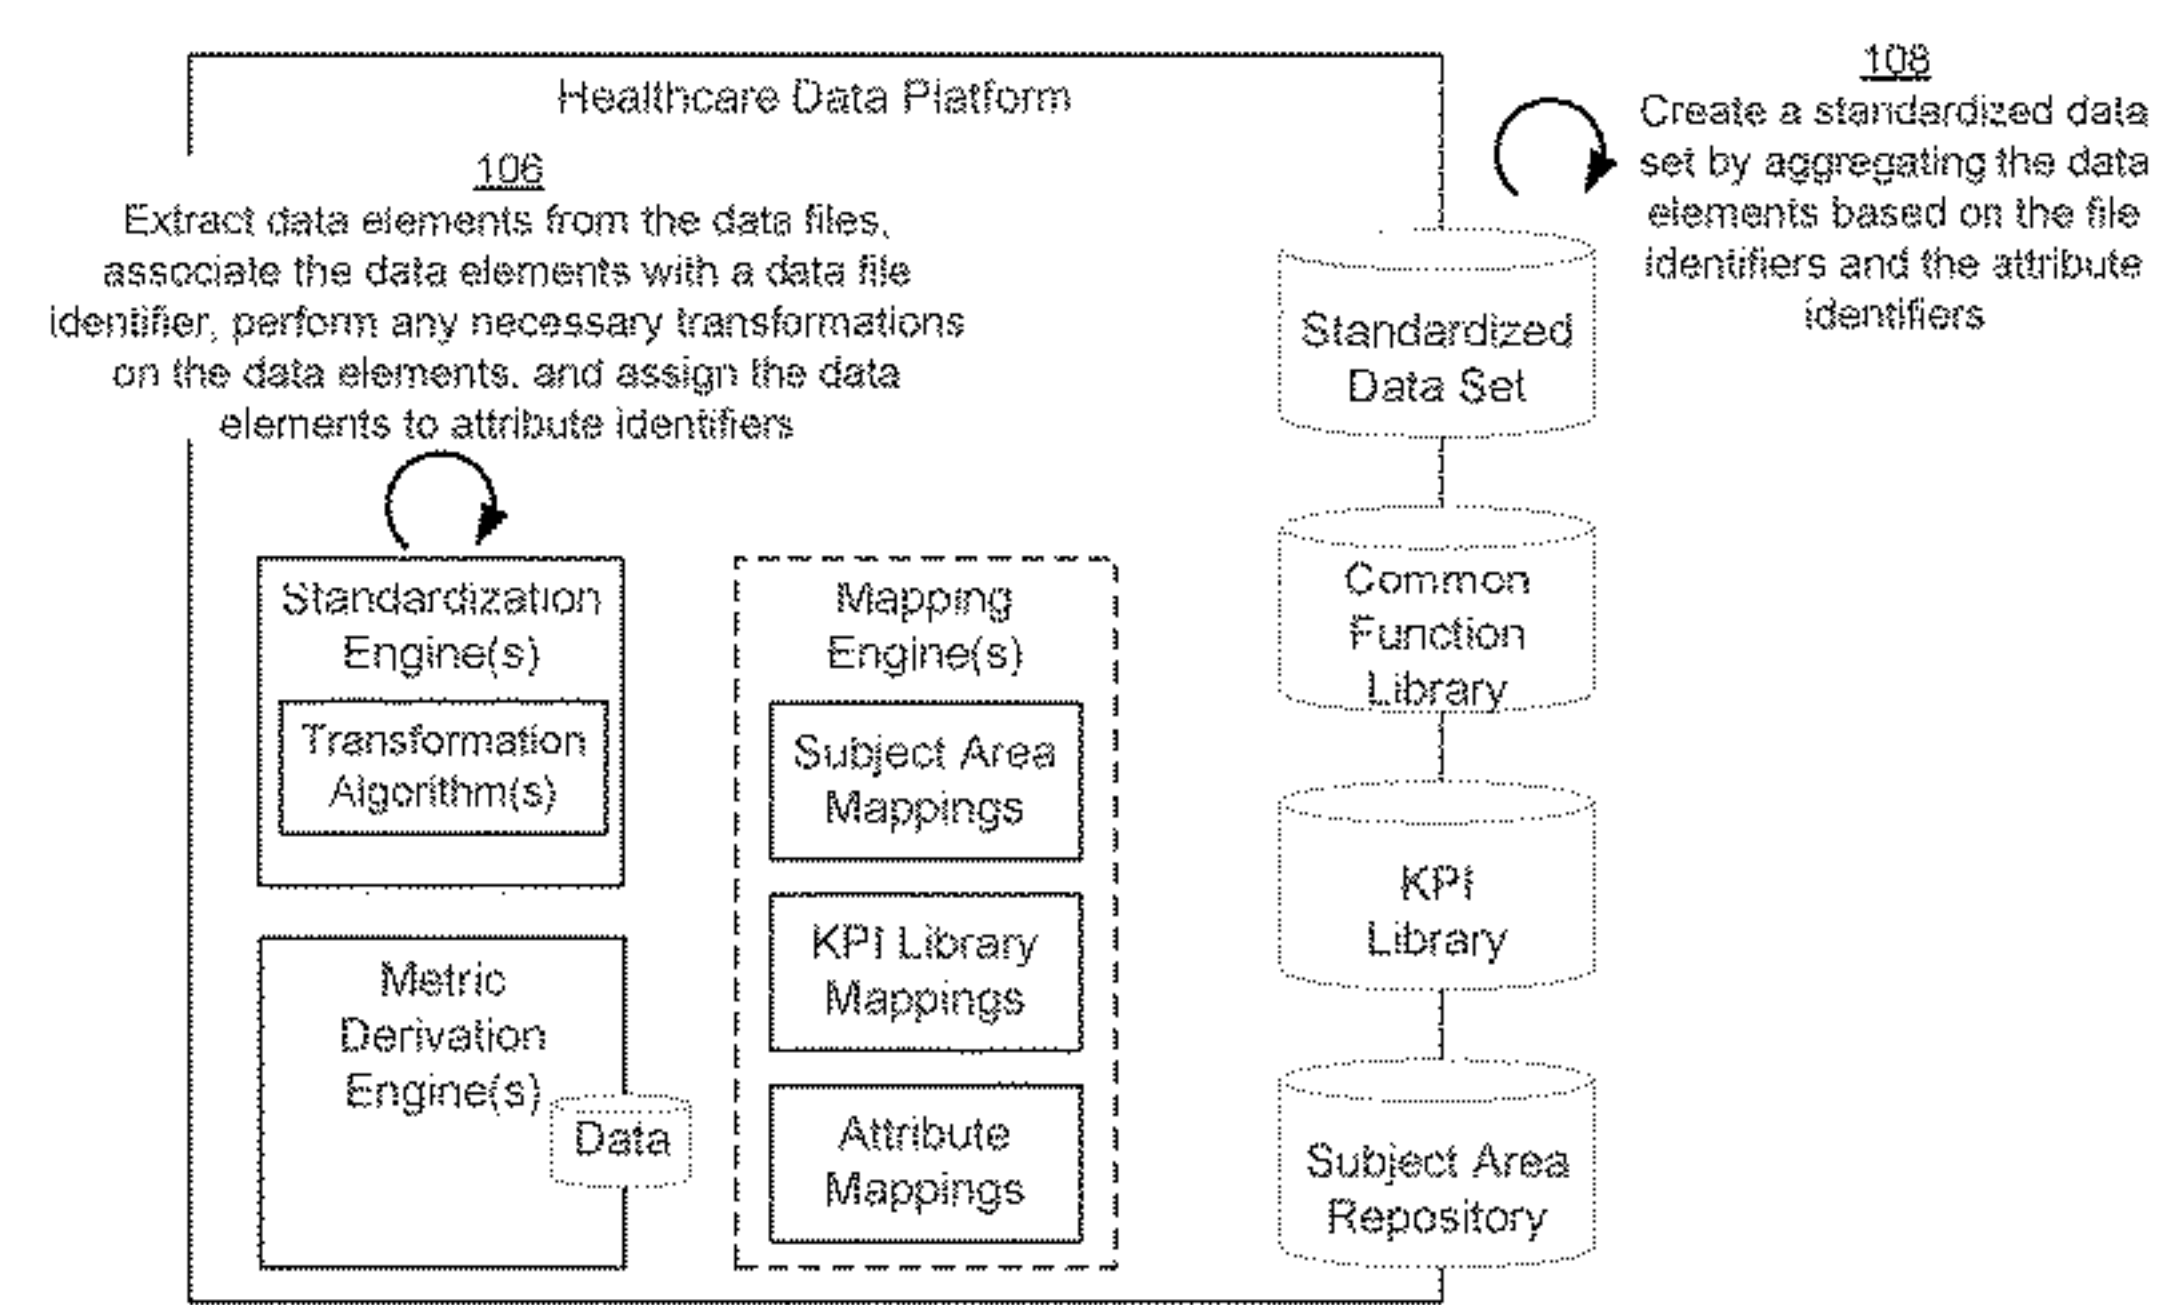 Healthcare Data Platform
106
Extract data elements from the data files,
associate the data elements with a data file
identifier, perform any necessary transformations
on the data elements, and assign the data
elements to attribute identifiers
108
Create a standardized data
set by aggregating the data
elements based on the file
identifiers and the attribute
identifiers
Standardization
Engine(s)
Transformation
Algorithm(s)
Metric
Derivation
Engine(s)
Data
Mapping
Engine(s)
Subject Area
Mappings
KPI Library
Mappings
Attribute
Mappings
Standardized
Data Set
Common
Function
Library
KPI
Library
Subject Area
Repository